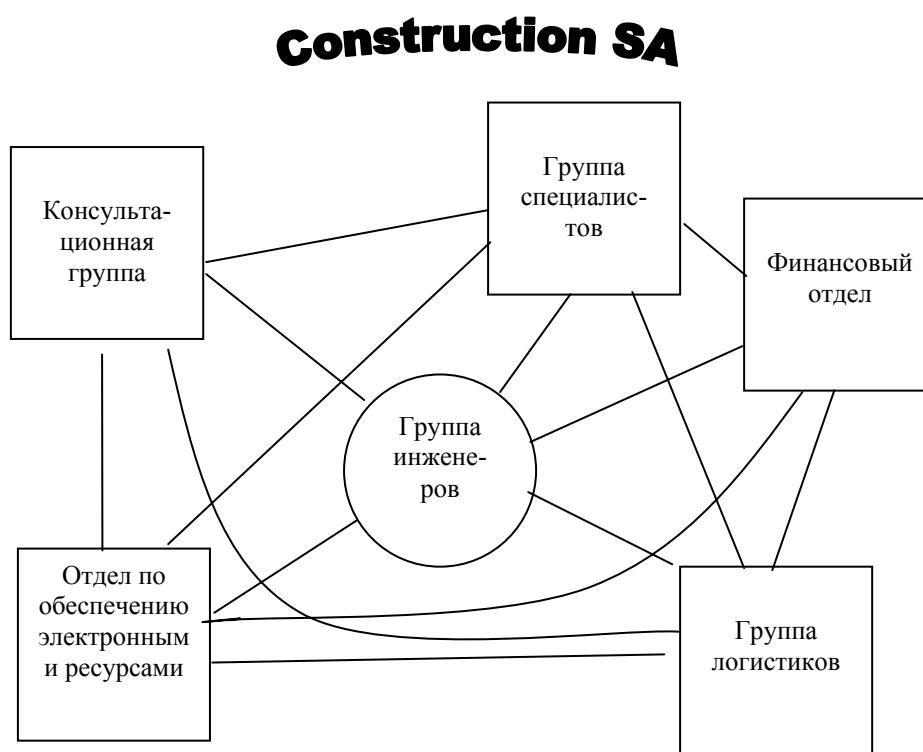 Construction SA
Группа
специалис-
тов
Консульта-
ционная
группа
Финансовый
отдел
Группа
инжене-
ров
Отдел по
обеспечению
электронным
и ресурсами
Группа
логистиков